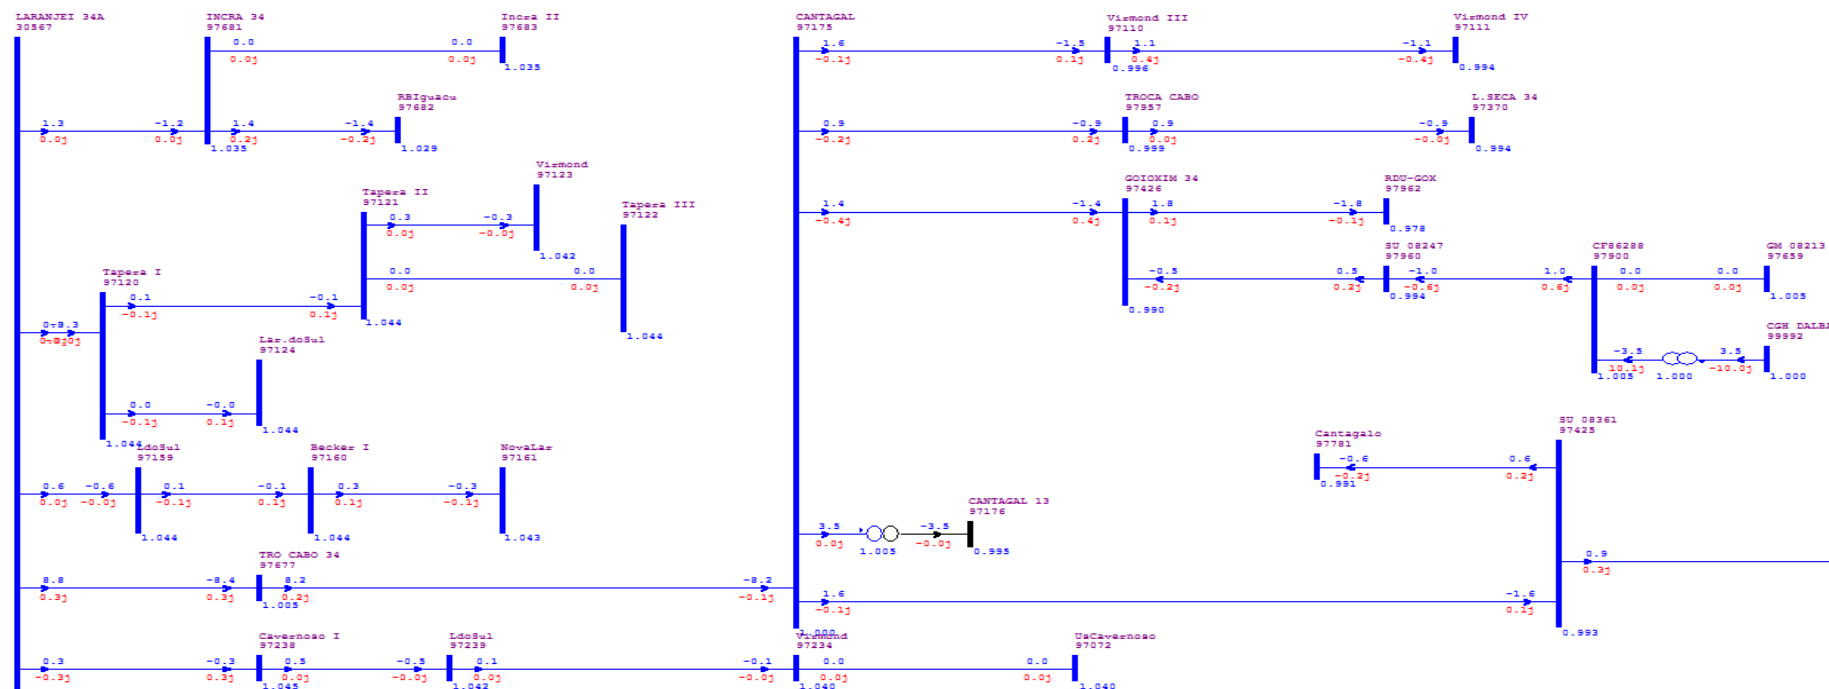 LARANJEI 34A
30567
INCRA 34
97681
Incra II
97683
CANTAGAL
97175
Virmond III
97110
Virmond IV
97111
0.0
0.0
0.0j
0.0j
1.035
1.6
-0.1j
-1.5
0.1j
1.1
0.4j
0.996
-1.1
-0.4j
0.994
RBIguacu
97682
TROCA CABO
97957
L.SECA 34
97370
1.3
0.0j
-1.2
0.0j
1.4
0.2j
1.035
-1.4
-0.2j
1.029
0.9
-0.2j
-0.9
0.2j
0.9
0.0j
0.999
-0.9
-0.0j
0.994
Virmond
97123
Tapera II
97121
Tapera III
97122
GOIOXIM 34
97426
RDU-GOX
97962
0.3
0.0j
-0.3
-0.0j
1.042
1.4
-0.4j
-1.4
0.4j
1.8
0.1j
-1.8
-0.1j
0.978
SU 08247
97960
CF86288
97900
GM 08213
97659
Tapera I
97120
0.0
0.0j
0.0
0.0j
1.044
-0.5
-0.2j
0.5
0.2j
-1.0
-0.6j
0.994
1.0
0.6j
0.0
0.0j
0.0
0.0j
1.005
0.990
0.1
-0.1j
-0.1
0.1j
1.044
Lar.doSul
97124
CGH DALBA
99992
-3.5
10.1j
1.005
1.000
3.5
-10.0j
1.000
0.0
-0.1j
-0.0
0.1j
1.044
1.044
LdoSul
97159
Becker I
97160
NovaLar
97161
Cantagalo
97781
SU 08361
97425
-0.6
-0.2j
0.991
0.6
0.2j
0.6
0.0j
-0.6
-0.0j
0.1
-0.1j
1.044
-0.1
0.1j
0.3
0.1j
1.044
-0.3
-0.1j
1.043
CANTAGAL 13
97176
3.5
0.0j
1.005
-3.5
-0.0j
0.995
TRO CABO 34
97677
0.9
0.3j
8.8
0.3j
-8.4
0.3j
8.2
0.2j
1.005
-8.2
-0.1j
1.6
-0.1j
-1.6
0.1j
0.993
1.000
Cavernoso I
97238
LdoSul
97239
Virmond
97234
UsCavernoso
97072
0.3
-0.3j
-0.3
0.3j
0.5
0.0j
1.045
-0.5
-0.0j
0.1
0.0j
1.042
-0.1
-0.0j
0.0
0.0j
1.040
0.0
0.0j
1.040